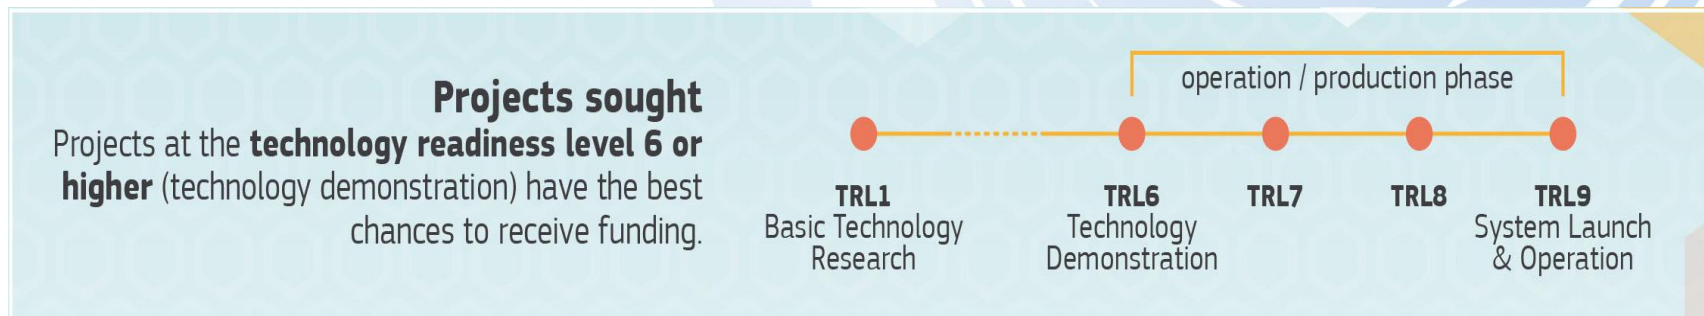 Projects sought
Projects at the technology readiness level 6 or
higher (technology demonstration) have the best
chances to receive funding.
operation / production phase
TRL1
Basic Technology
Research
TRL6
Technology
Demonstration
TRL7
TRL8
TRL9
System Launch
& Operation